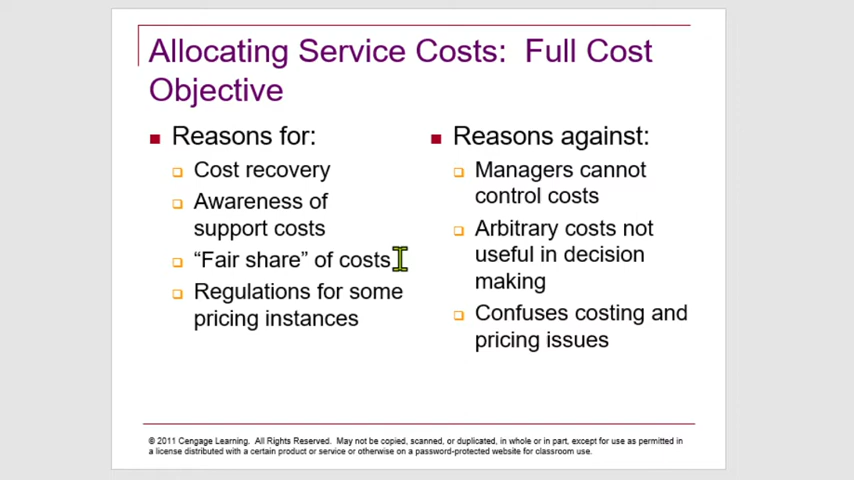 Allocating Service Costs: Full Cost
Objective
Reasons for:
Cost recovery
Awareness of
support costs
“Fair share” of costs
Regulations for some
pricing instances
Reasons against:
Managers cannot
control costs
Arbitrary costs not
useful in decision
making
Confuses costing and
pricing issues
© 2011 Cengage Learning. All Rights Reserved. May not be copied, scanned, or duplicated, in whole or in part, except for use as permitted in
a license distributed with a certain product or service or otherwise on a password-protected website for classroom use.